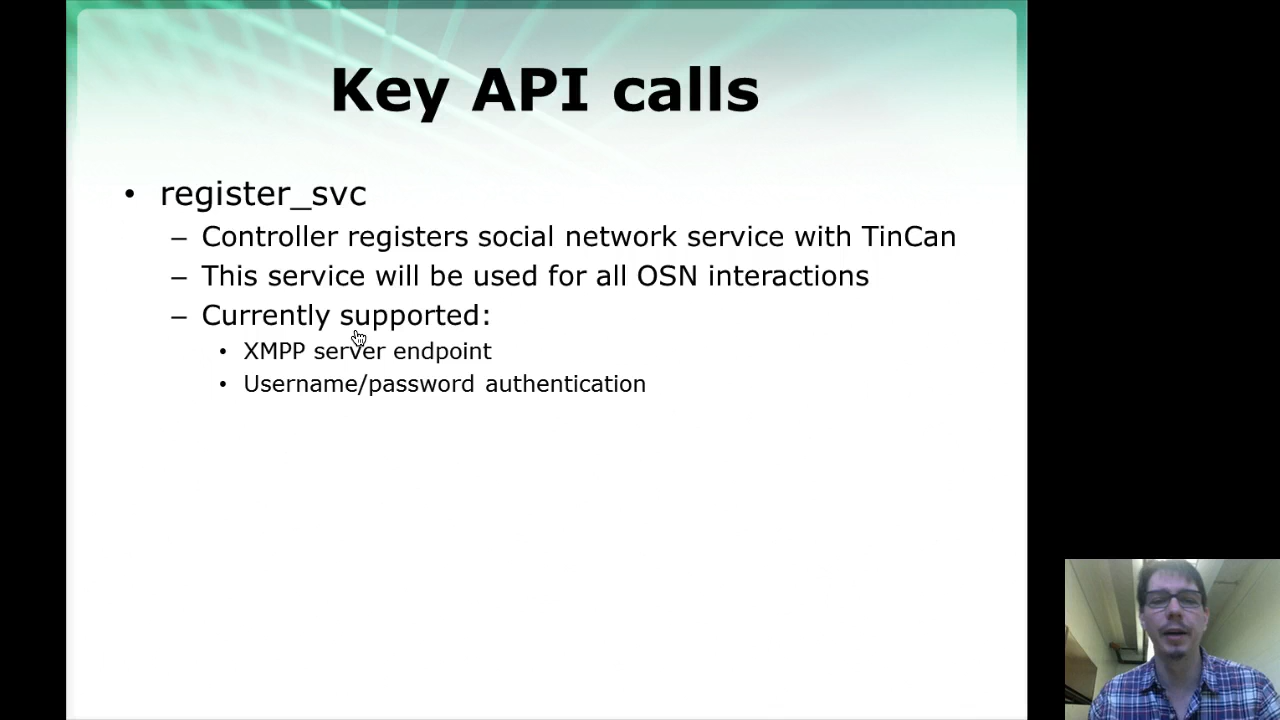 Key API calls
• register_svc
– Controller registers social network service with TinCan
– This service will be used for all OSN interactions
– Currently supported:
• XMPP server endpoint
• Username/password authentication